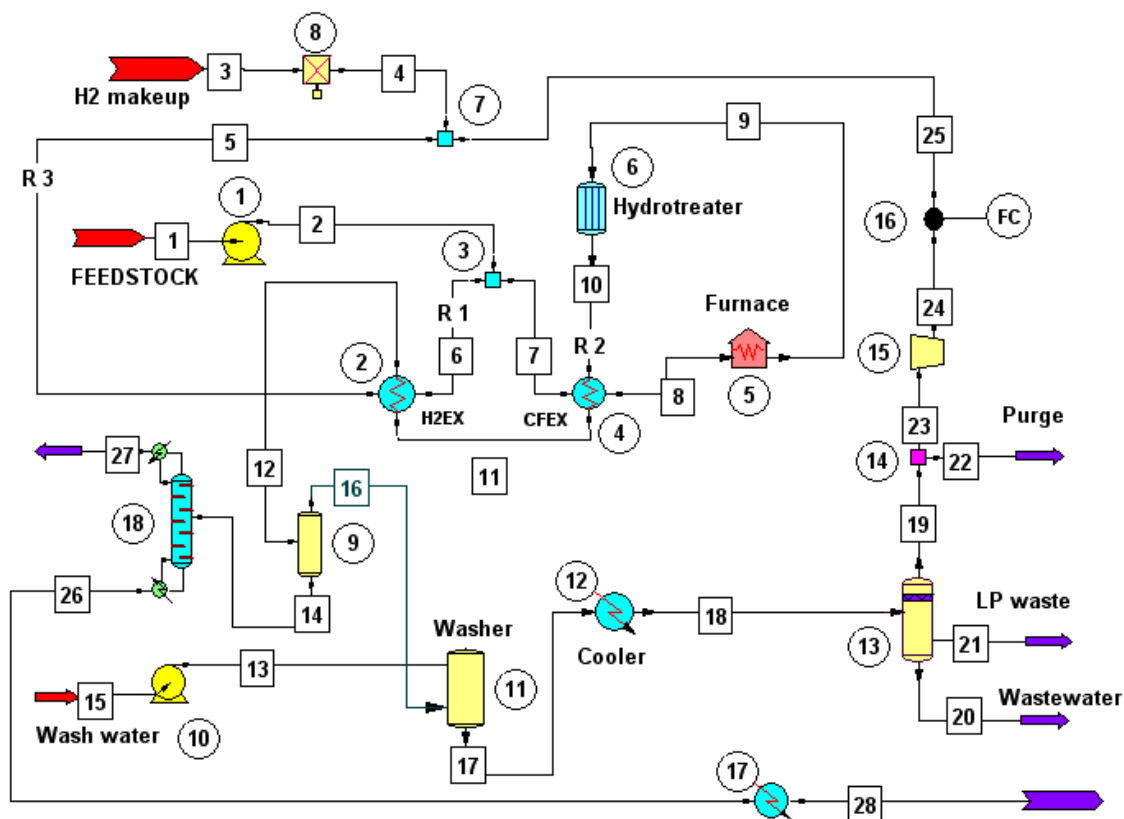 8
3
4
H2 makeup
7
5
9
25
R 3
6
1
2
Hydrotreater
16
FC
1
3
FEEDSTOCK
10
Furnace
24
R 1
15
2
6
7
R 2
8
5
H2EX
CFEX
4
23
Purge
27
12
11
14
22
16
18
9
19
26
12
14
LP waste
Washer
18
13
21
13
Cooler
11
Wastewater
15
20
Wash water
10
17
17
28